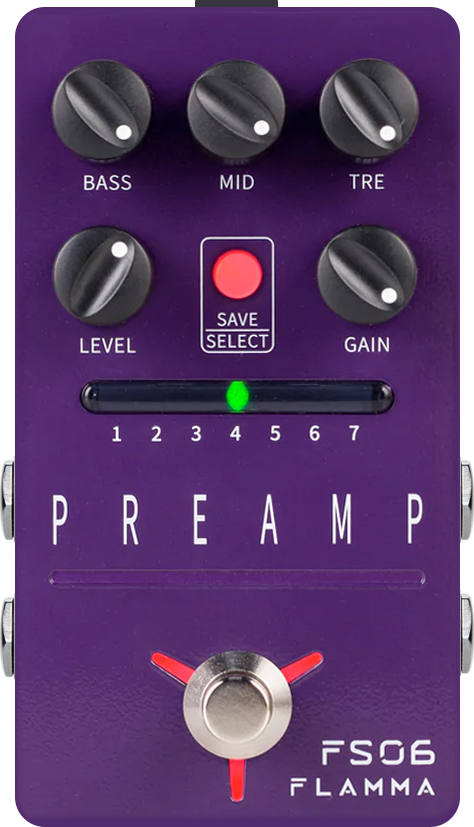 BASS MID TRE
LEVEL SAVE GAIN
SELECT
1 2 3 4 5 6 7
PREAMP
FS06
FLAMMA